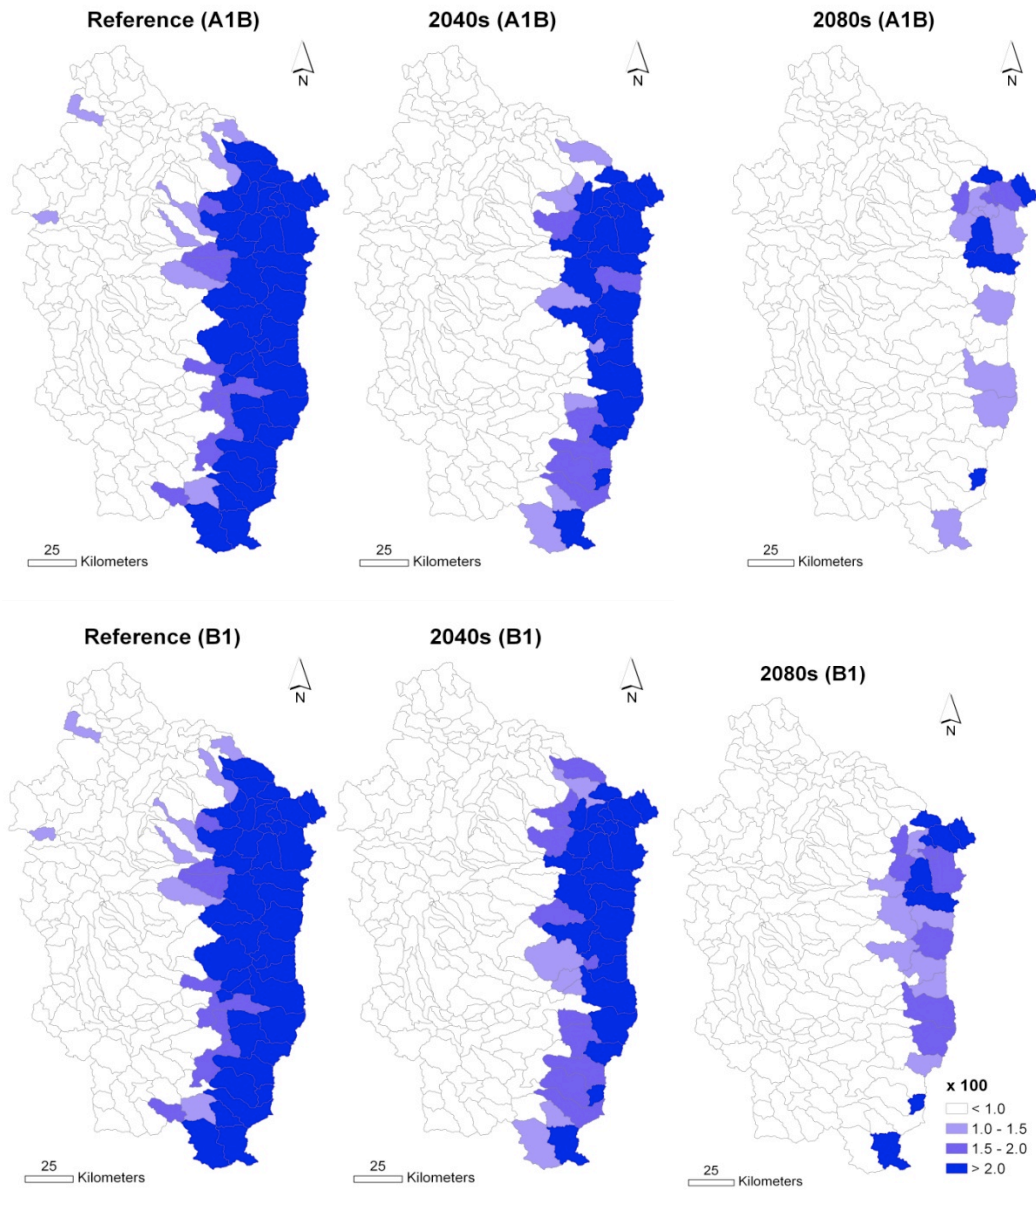 Reference (A1B)
2040s (A1B)
2080s (A1B)
N
N
N
25
Kilometers
25
Kilometers
25
Kilometers
Reference (B1)
2040s (B1)
2080s (B1)
N
N
N
x 100
< 1.0
1.0 - 1.5
1.5 - 2.0
> 2.0
25
Kilometers
25
Kilometers
25
Kilometers